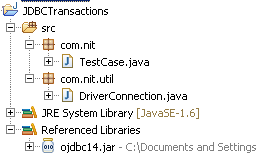 JDBCTransactions
src
com.nit
TestCase.java
com.nit.util
DriverConnection.java
JRE System Library [JavaSE-1.6]
Referenced Libraries
ojdbc14.jar - C:\Documents and Settings